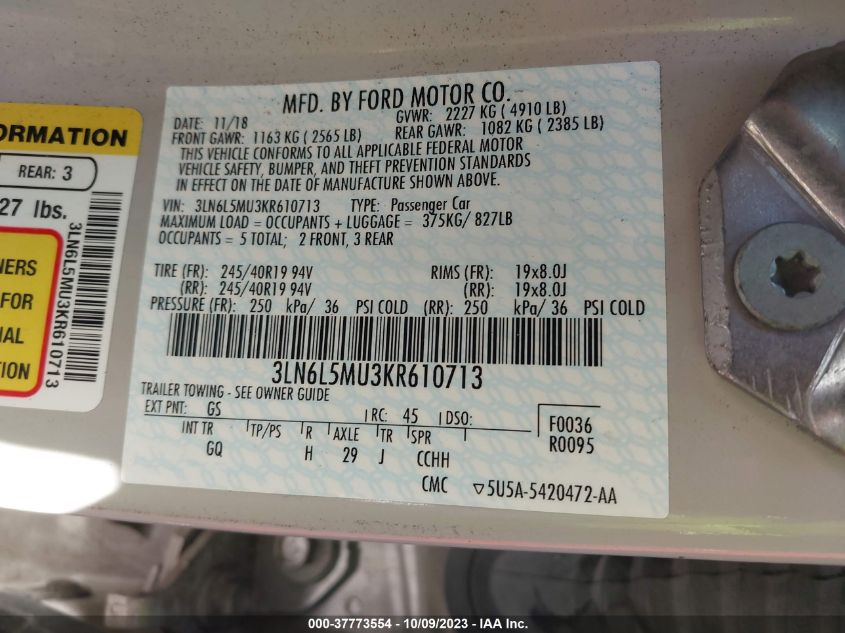 ORMATION
REAR: 3
27 lbs.
NERS
FOR
IAL
TION
3LN6L5MU3KR610713
MFD. BY FORD MOTOR CO.
DATE: 11/18 GVWR: 2227 KG ( 4910 LB)
FRONT GAWR: 1163 KG ( 2565 LB) REAR GAWR: 1082 KG ( 2385 LB)
THIS VEHICLE CONFORMS TO ALL APPLICABLE FEDERAL MOTOR
VEHICLE SAFETY, BUMPER, AND THEFT PREVENTION STANDARDS
IN EFFECT ON THE DATE OF MANUFACTURE SHOWN ABOVE.
VIN: 3LN6L5MU3KR610713 TYPE: Passenger Car
MAXIMUM LOAD = OCCUPANTS + LUGGAGE = 375KG/ 827LB
OCCUPANTS = 5 TOTAL; 2 FRONT, 3 REAR
TIRE (FR): 245/40R19 94V RIMS (FR): 19x8.0J
(RR): 245/40R19 94V (RR): 19x8.0J
PRESSURE (FR): 250 kPa/ 36 PSI COLD (RR): 250 kPa/ 36 PSI COLD
3LN6L5MU3KR610713
TRAILER TOWING - SEE OWNER GUIDE
EXT PNT: GS RC: 45 DSO: F0036
R0095
INT TR TP/PS R AXLE TR SPR
GQ H 29 J CCHH
CMC ▽5U5A-5420472-AA
000-37773554 - 10/09/2023 - IAA Inc.